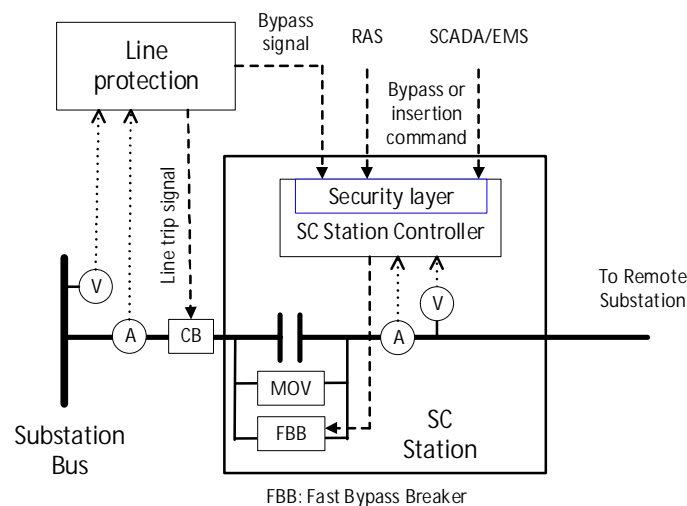 Bypass
signal
RAS
SCADA/EMS
Line
protection
Bypass or
insertion
command
Line trip signal
Security layer
SC Station Controller
V
V
To Remote
Substation
A
CB
A
MOV
FBB
SC
Station
Substation
Bus
FBB: Fast Bypass Breaker